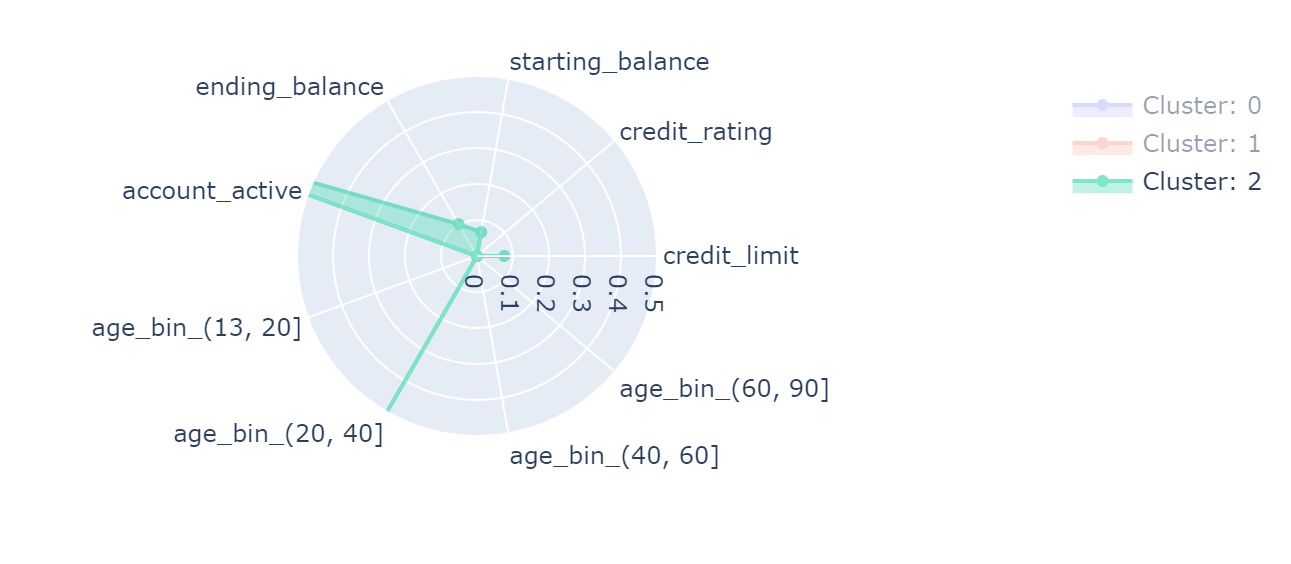 starting_balance
ending_balance
credit_rating
account_active
credit_limit
0
0.1
0.2
0.3
0.4
0.5
age_bin_(13, 20]
age_bin_(60, 90]
age_bin_(20, 40]
age_bin_(40, 60]
Cluster: 0
Cluster: 1
Cluster: 2